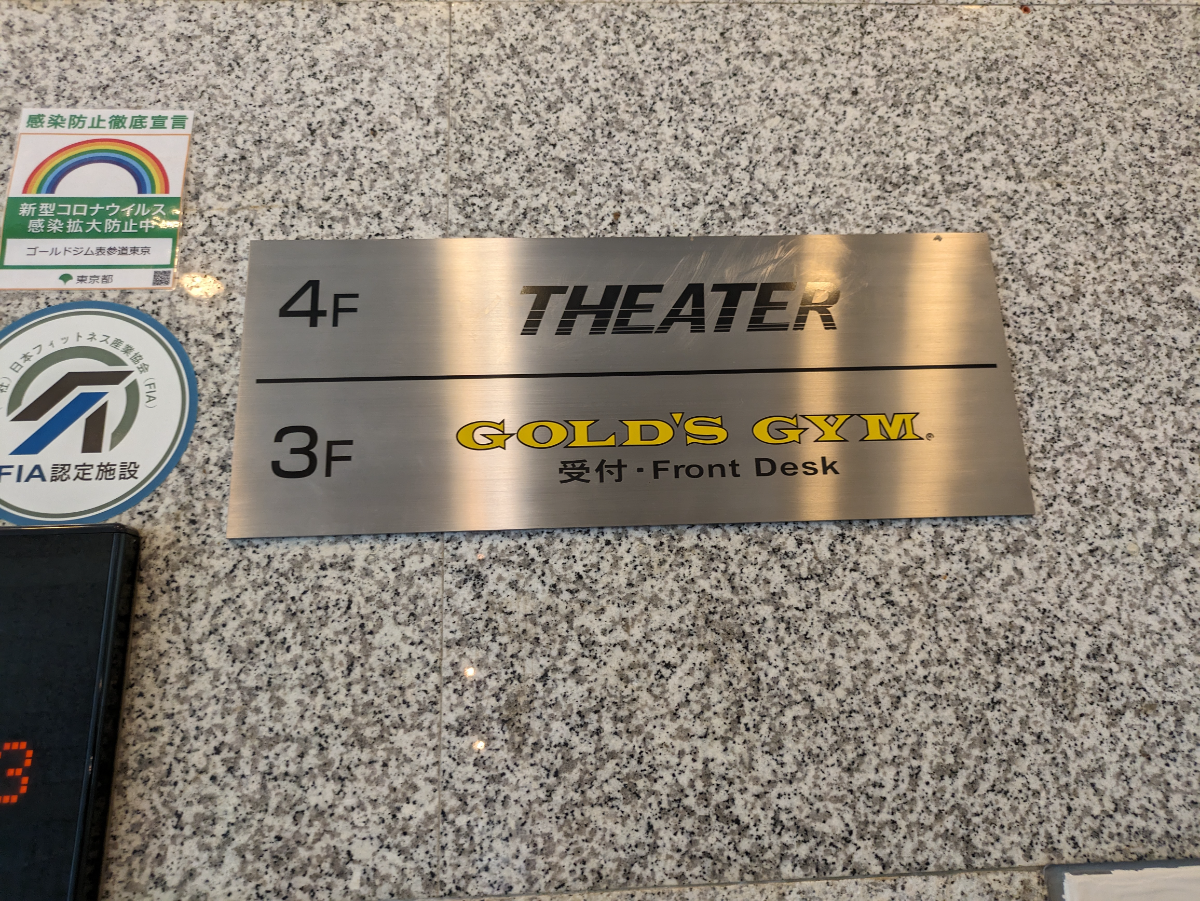 感染防止徹底宣言
新型コロナウイルス
感染拡大防止中
ゴールドジム表参道東京
東京都
日本フィットネス産業協会(FIA)
FIA認定施設
4F
THEATER
3F
GOLD'S GYM®
受付・Front Desk
3